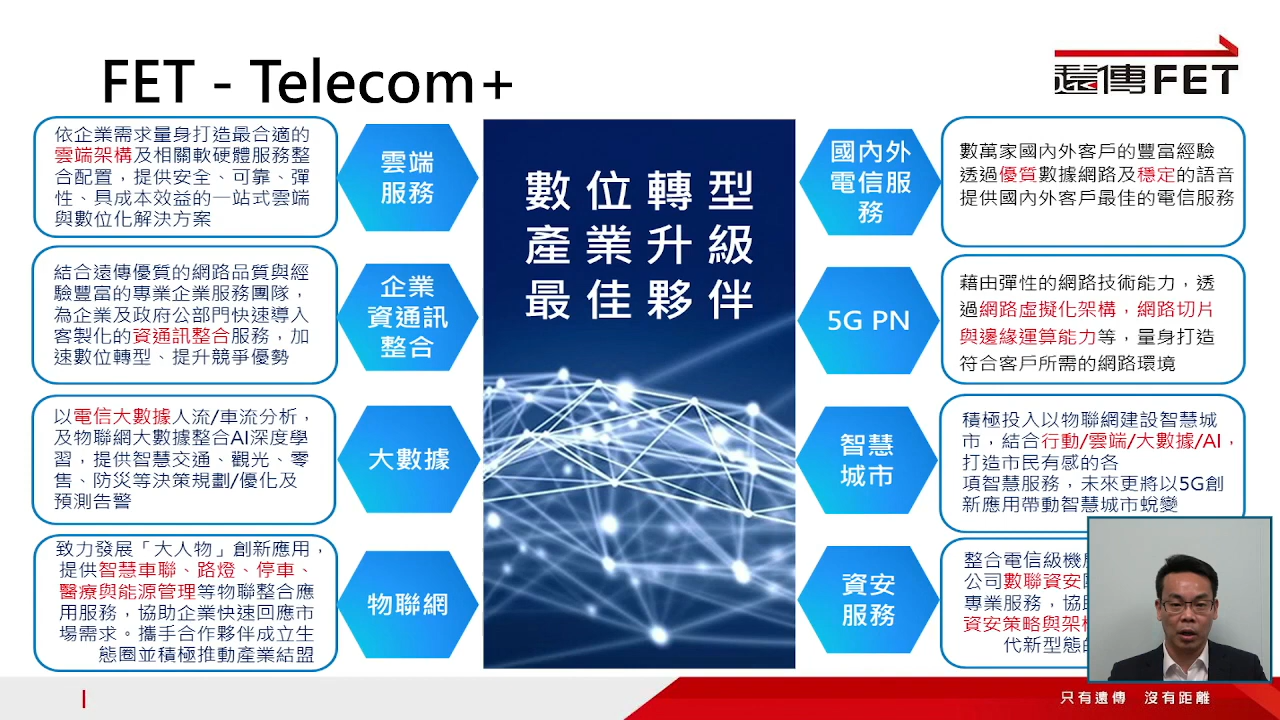 FET - Telecom+
遠傳FET
依企業需求量身打造最合適的
雲端架構及相關軟硬體服務整
合配置，提供安全、可靠、彈
性、具成本效益的一站式雲端
與數位化解決方案
雲端
服務
結合遠傳優質的網路品質與經
驗豐富的專業企業服務團隊，
為企業及政府公部門快速導入
客製化的資通訊整合服務，加
速數位轉型、提升競爭優勢
企業
資通訊
整合
以電信大數據人流/車流分析，
及物聯網大數據整合AI深度學
習，提供智慧交通、觀光、零
售、防災等決策規劃/優化及
預測告警
大數據
致力發展「大人物」創新應用，
提供智慧車聯、路燈、停車、
醫療與能源管理等物聯整合應
用服務，協助企業快速回應市
場需求。攜手合作夥伴成立生
態圈並積極推動產業結盟
物聯網
數位轉型
產業升級
最佳夥伴
國內外
電信服
務
數萬家國內外客戶的豐富經驗
透過優質數據網路及穩定的語音
提供國內外客戶最佳的電信服務
5G PN
藉由彈性的網路技術能力，透
過網路虛擬化架構，網路切片
與邊緣運算能力等，量身打造
符合客戶所需的網路環境
智慧
城市
積極投入以物聯網建設智慧城
市，結合行動/雲端/大數據/AI，
打造市民有感的各
項智慧服務，未來更將以5G創
新應用帶動智慧城市蛻變
資安
服務
整合電信級機
公司數聯資安
專業服務，協
資安策略與架
代新型態
只有遠傳 沒有距離